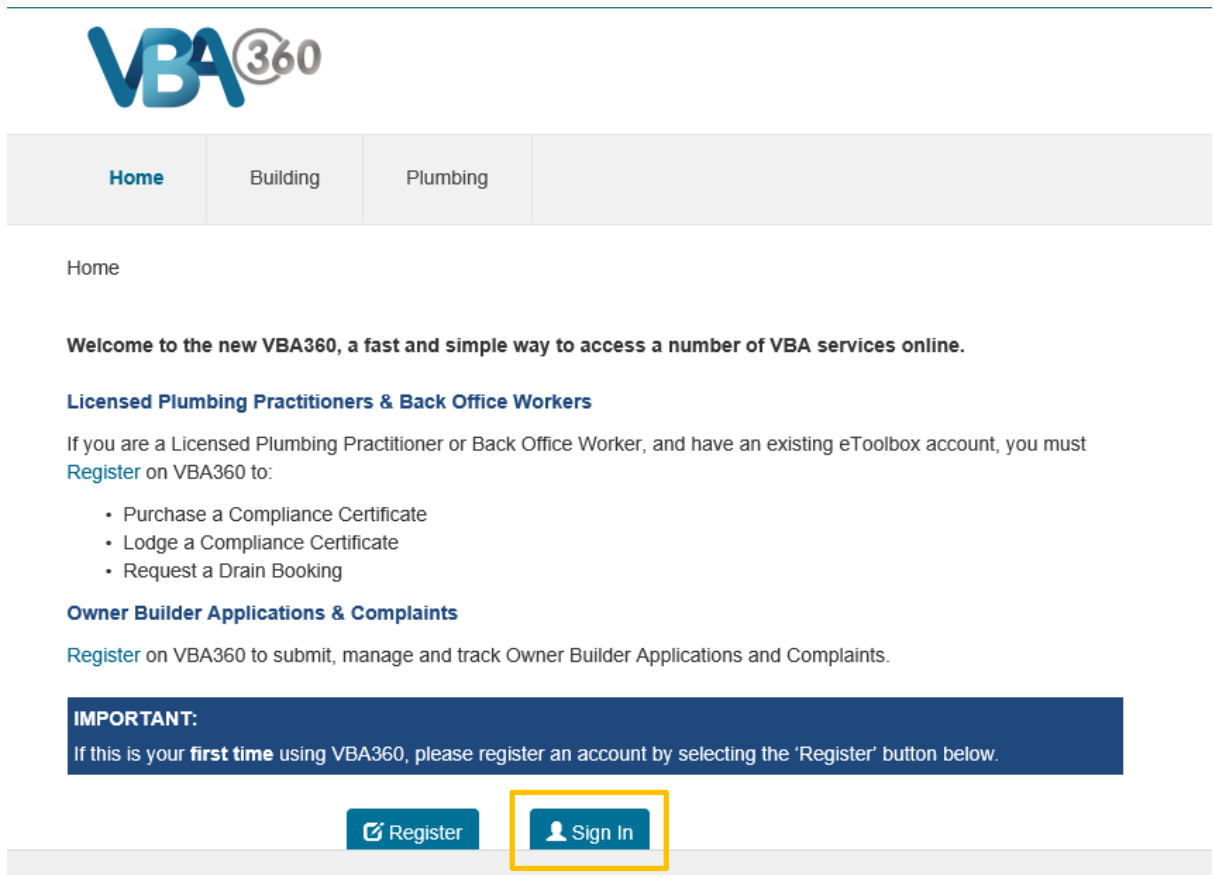 VBA@360
Home Building Plumbing
Home
Welcome to the new VBA360, a fast and simple way to access a number of VBA services online.
Licensed Plumbing Practitioners & Back Office Workers
If you are a Licensed Plumbing Practitioner or Back Office Worker, and have an existing eToolbox account, you must
Register on VBA360 to:
• Purchase a Compliance Certificate
• Lodge a Compliance Certificate
• Request a Drain Booking
Owner Builder Applications & Complaints
Register on VBA360 to submit, manage and track Owner Builder Applications and Complaints.
IMPORTANT:
If this is your first time using VBA360, please register an account by selecting the ‘Register’ button below.
Register Sign In